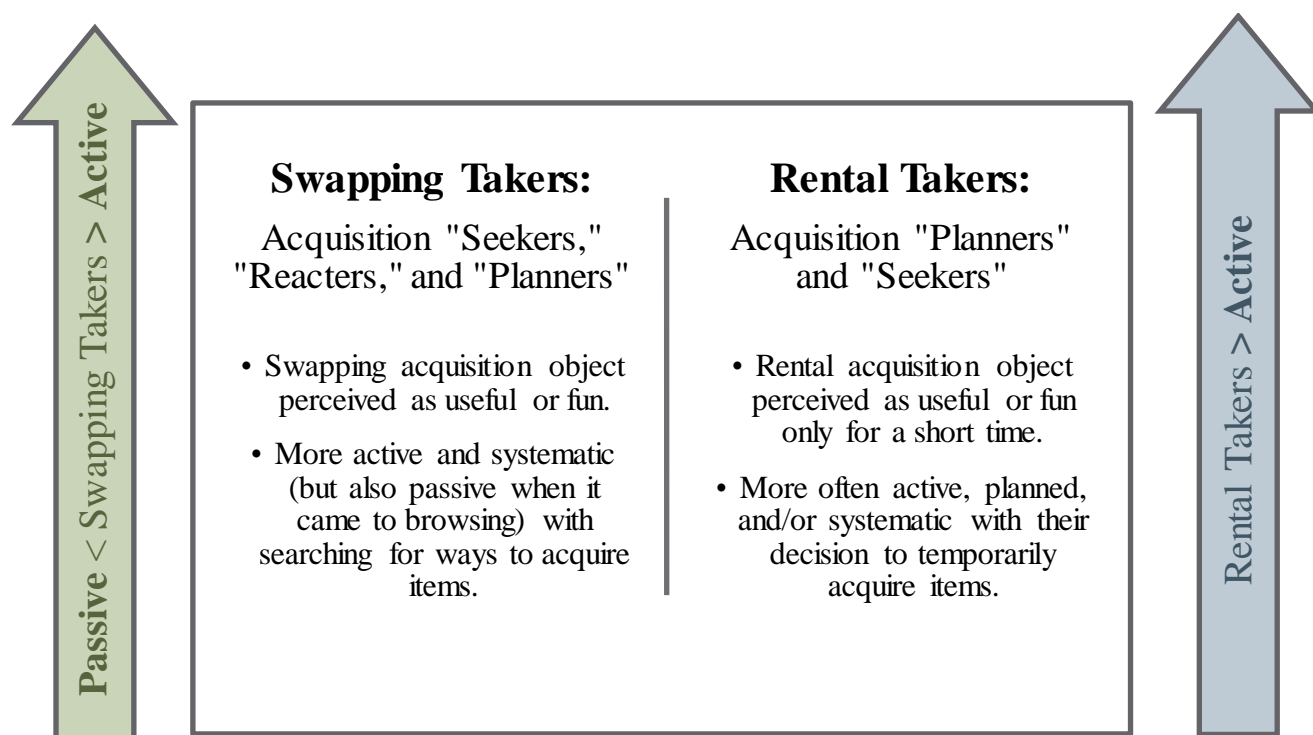 Passive < Swapping Takers > Active
Swapping Takers:
Acquisition "Seekers,"
"Reacters," and "Planners"
• Swapping acquisition object
perceived as useful or fun.
• More active and systematic
(but also passive when it
came to browsing) with
searching for ways to acquire
items.
Rental Takers:
Acquisition "Planners"
and "Seekers"
• Rental acquisition object
perceived as useful or fun
only for a short time.
• More often active, planned,
and/or systematic with their
decision to temporarily
acquire items.
Rental Takers > Active